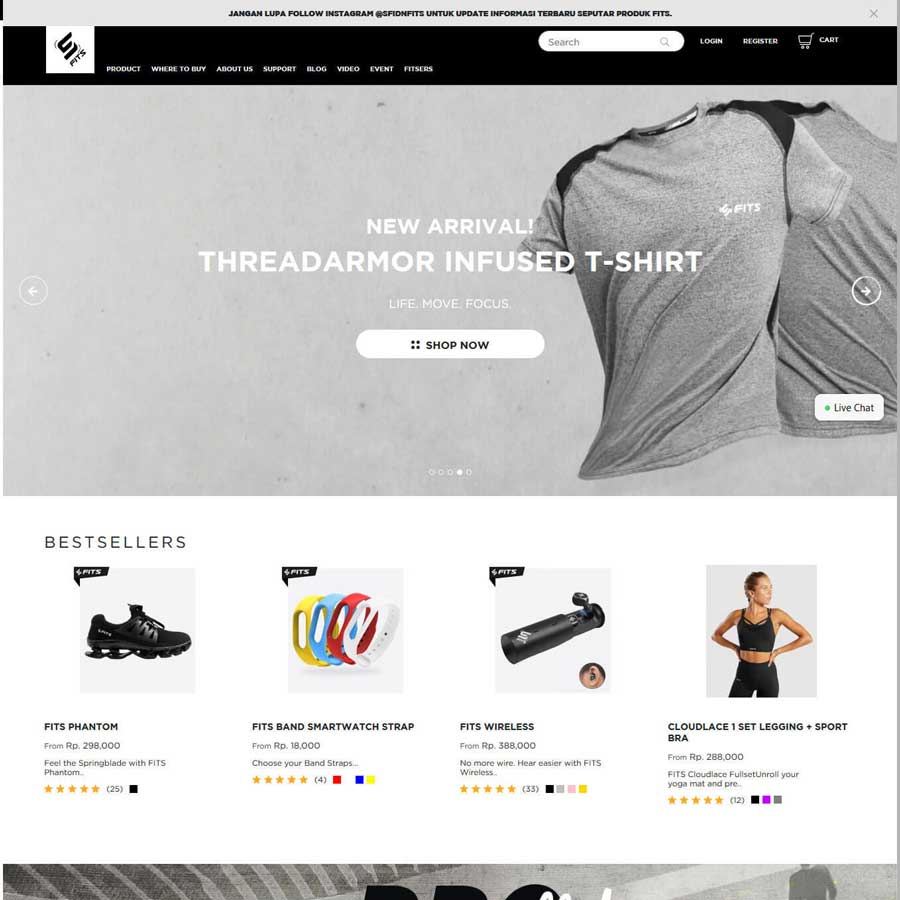 JANGAN LUPA FOLLOW INSTAGRAM @SFIDNFITS UNTUK UPDATE INFORMASI TERBARU SEPUTAR PRODUK FITS.
FITS
Search
LOGIN
REGISTER
CART
PRODUCT
WHERE TO BUY
ABOUT US
SUPPORT
BLOG
VIDEO
EVENT
FITSERS
FITS
NEW ARRIVAL!
THREADARMOR INFUSED T-SHIRT
LIFE. MOVE. FOCUS.
SHOP NOW
Live Chat
BESTSELLERS
FITS
FITS
FITS
FITS PHANTOM
From Rp. 298,000
Feel the Springblade with FITS
Phantom..
(25)
FITS BAND SMARTWATCH STRAP
From Rp. 18,000
Choose your Band Straps...
(4)
FITS WIRELESS
From Rp. 388,000
No more wire. Hear easier with FITS
Wireless..
(33)
CLOUDLACE 1 SET LEGGING + SPORT
BRA
From Rp. 288,000
FITS Cloudlace FullsetUnroll your
yoga mat and pre..
(12)